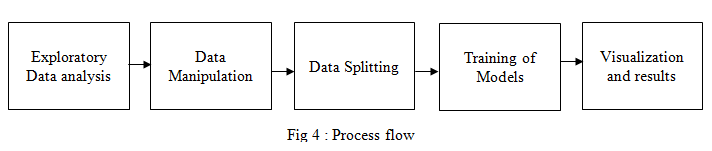 Exploratory
Data analysis
Data
Manipulation
Data Splitting
Training of
Models
Visualization
and results
Fig 4 : Process flow